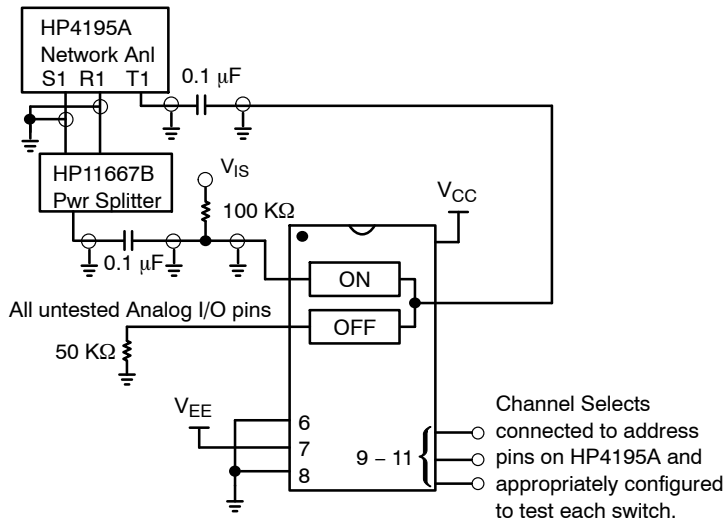 HP4195A
Network Anl
S1 R1 T1
0.1 μF
HP11667B
Pwr Splitter
V_IS
100 KΩ
V_CC
0.1 μF
ON
All untested Analog I/O pins
OFF
50 KΩ
V_EE
6
7
8
9 – 11
Channel Selects
connected to address
pins on HP4195A and
appropriately configured
to test each switch.